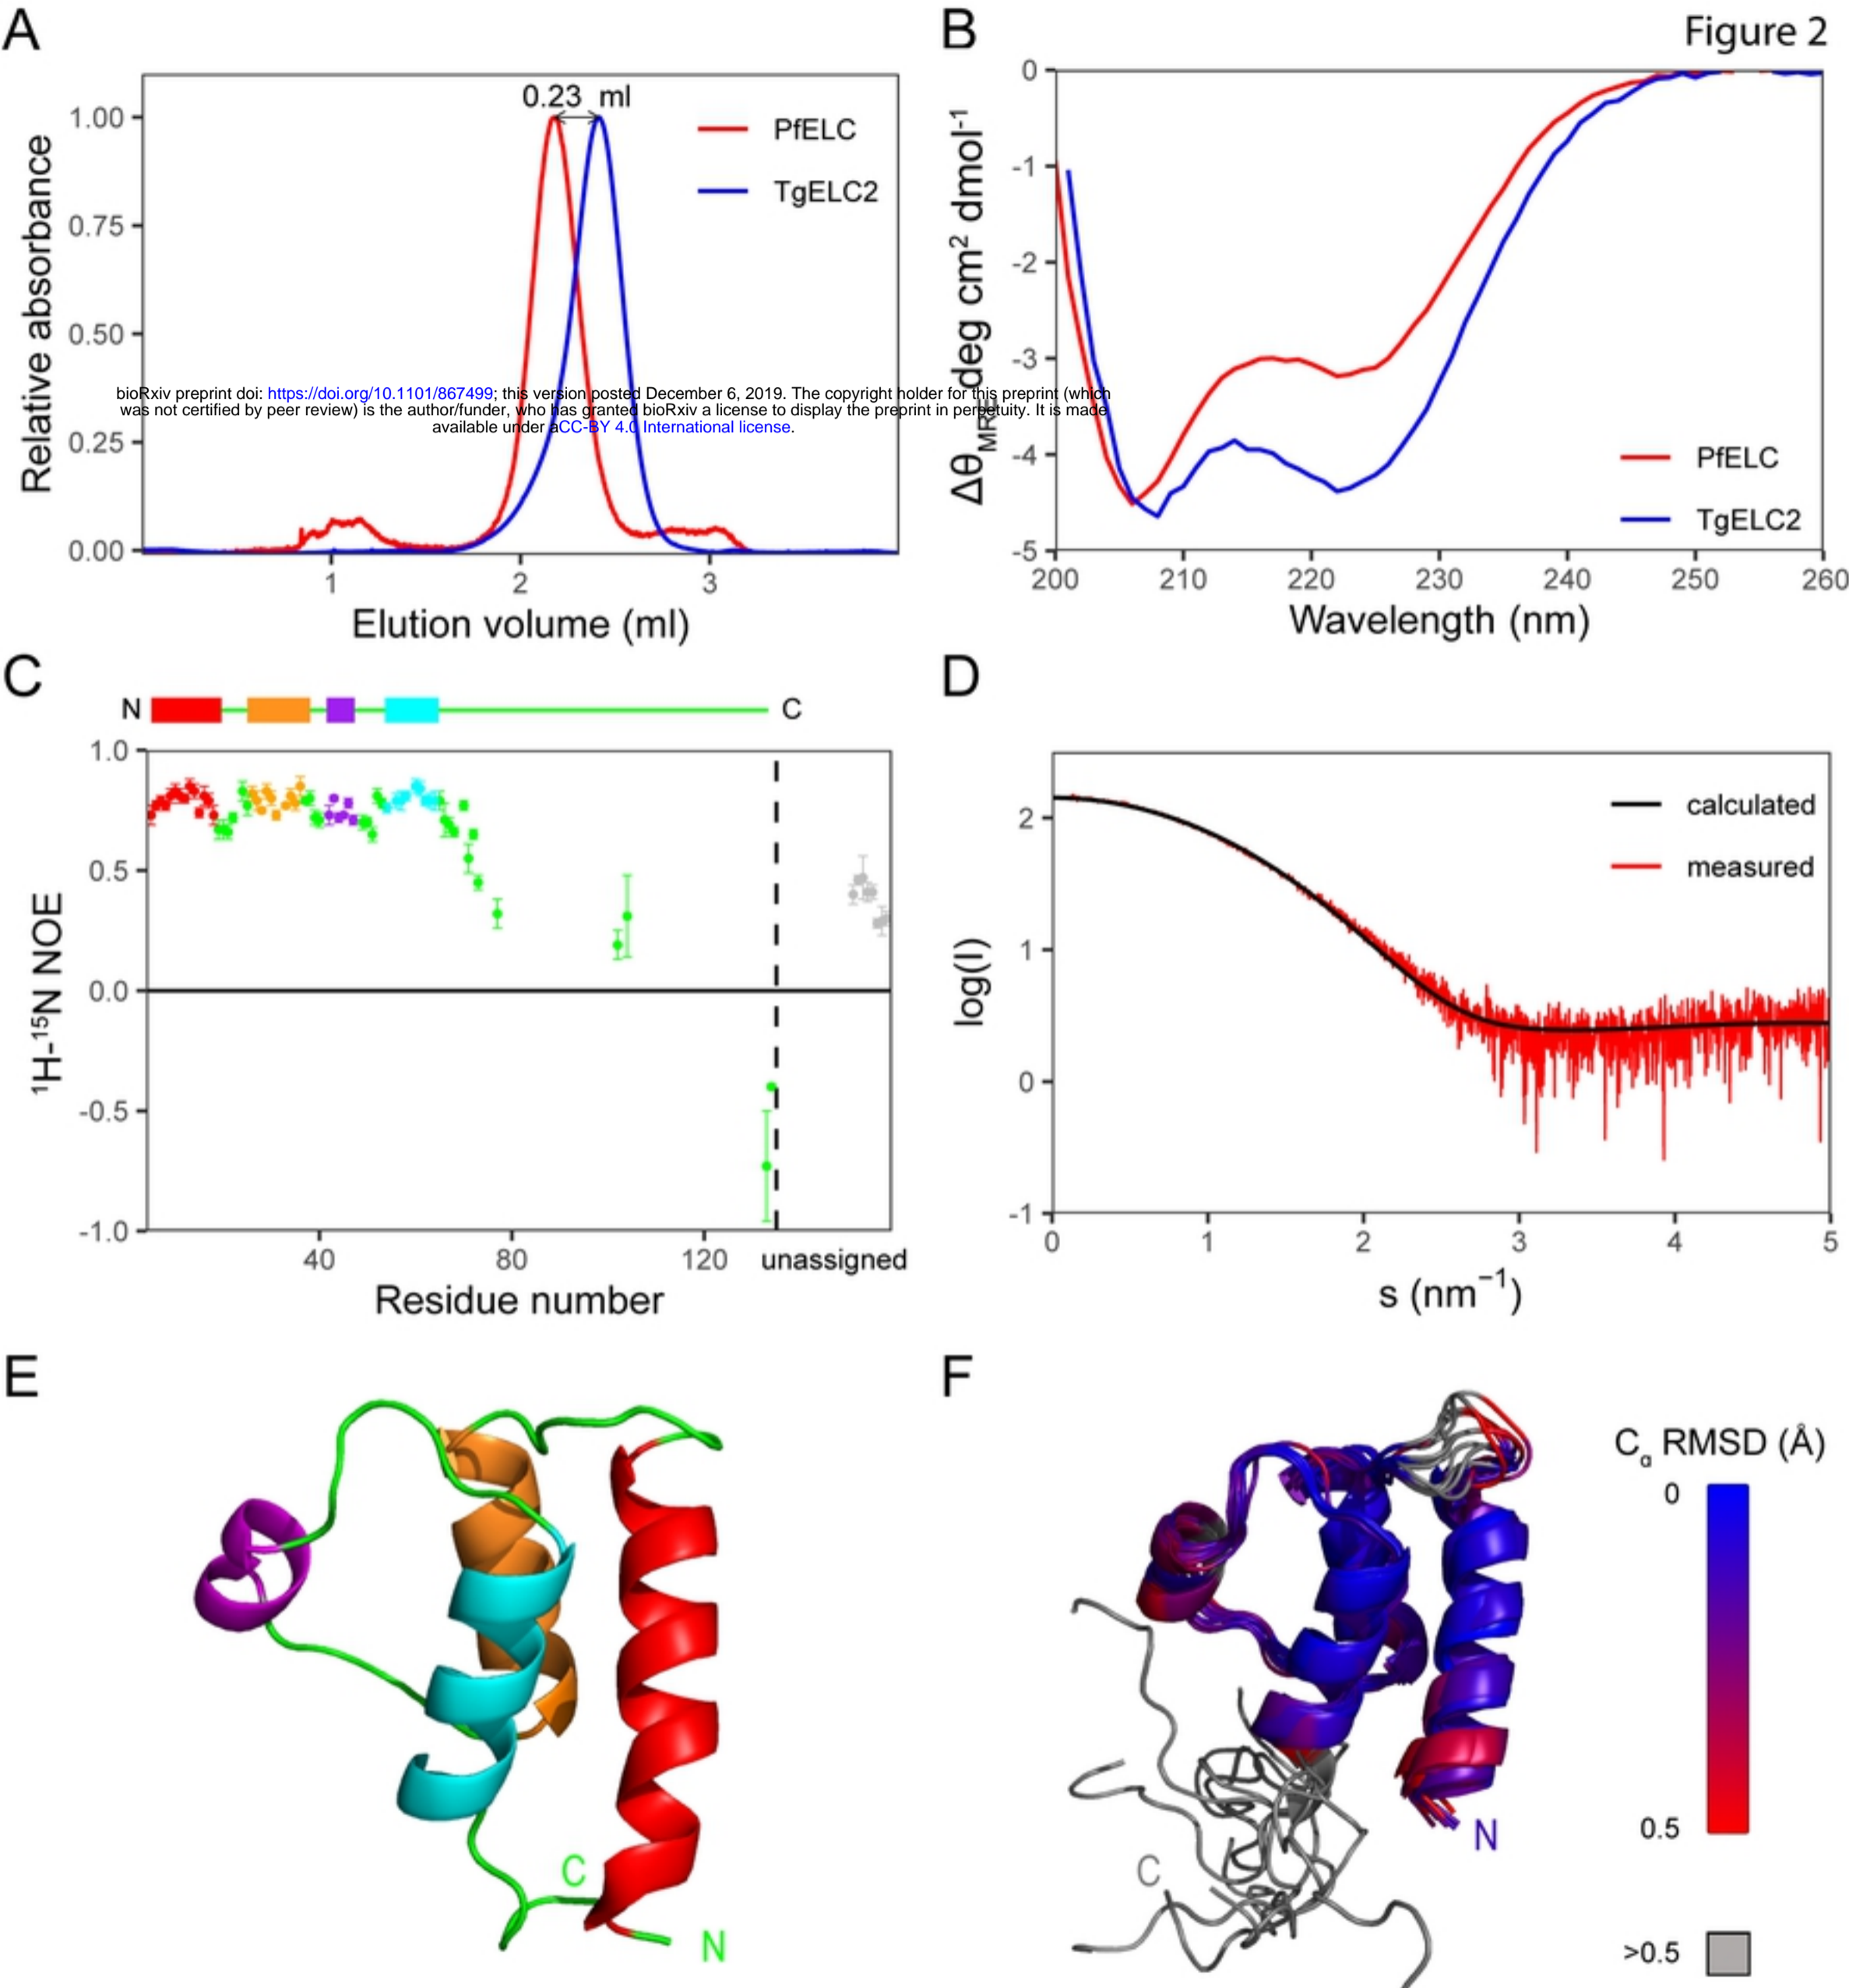 A
B
Figure 2
0.23 ml
PfELC
TgELC2
1.00
0.75
0.50
0.25
0.00
Relative absorbance
1
2
3
Elution volume (ml)
0
-1
-2
-3
-4
-5
ΔθMRE deg cm² dmol⁻¹
PfELC
TgELC2
200
210
220
230
240
250
260
Wavelength (nm)
bioRxiv preprint doi: https://doi.org/10.1101/867499; this version posted December 6, 2019. The copyright holder for this preprint (which
was not certified by peer review) is the author/funder, who has granted bioRxiv a license to display the preprint in perpetuity. It is made
available under aCC-BY 4.0 International license.
C
N
C
1.0
0.5
0.0
-0.5
-1.0
¹H-¹⁵N NOE
40
80
120
unassigned
Residue number
D
calculated
measured
2
1
0
-1
log(I)
0
1
2
3
4
5
s (nm⁻¹)
E
C
N
F
Cα RMSD (Å)
0
0.5
>0.5
N
C